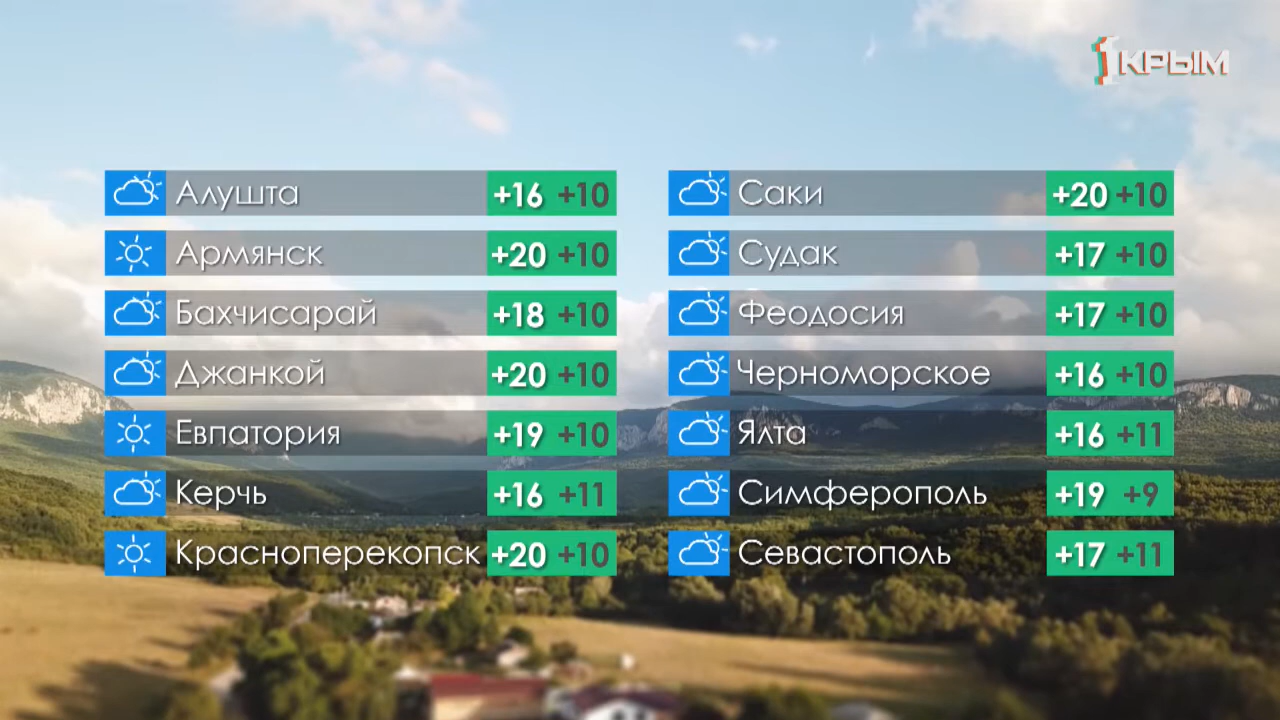 1КРЫМ
Алушта +16 +10
Армянск +20 +10
Бахчисарай +18 +10
Джанкой +20 +10
Евпатория +19 +10
Керчь +16 +11
Красноперекопск +20 +10
Саки +20 +10
Судак +17 +10
Феодосия +17 +10
Черноморское +16 +10
Ялта +16 +11
Симферополь +19 +9
Севастополь +17 +11